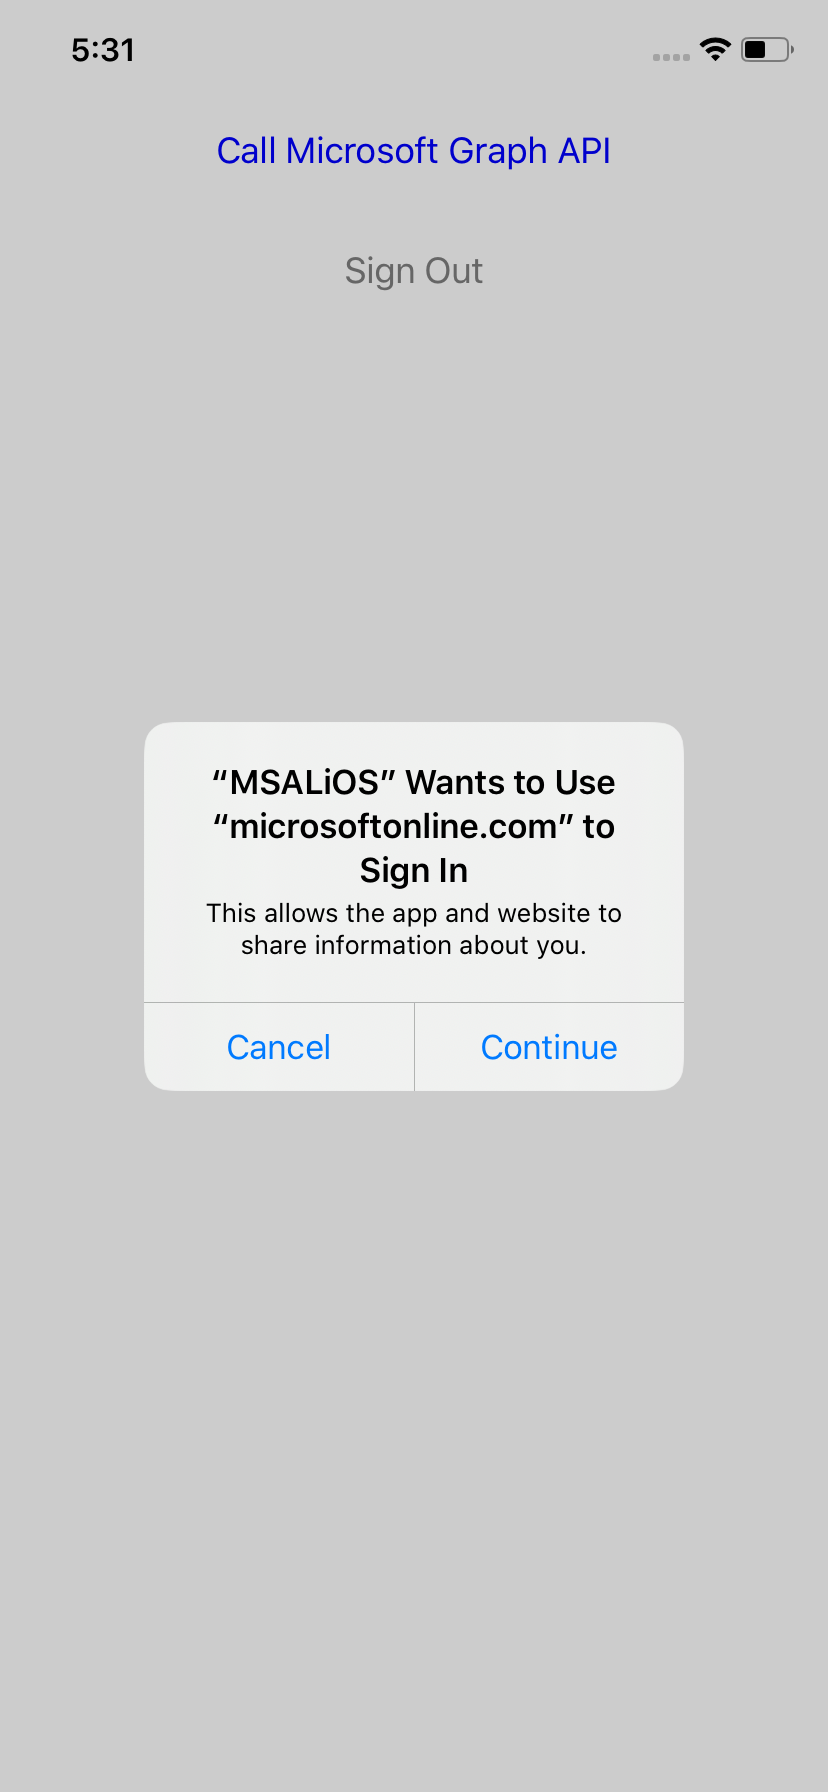 5:31
Call Microsoft Graph API
Sign Out
“MSALiOS” Wants to Use
“microsoftonline.com” to
Sign In
This allows the app and website to
share information about you.
Cancel
Continue